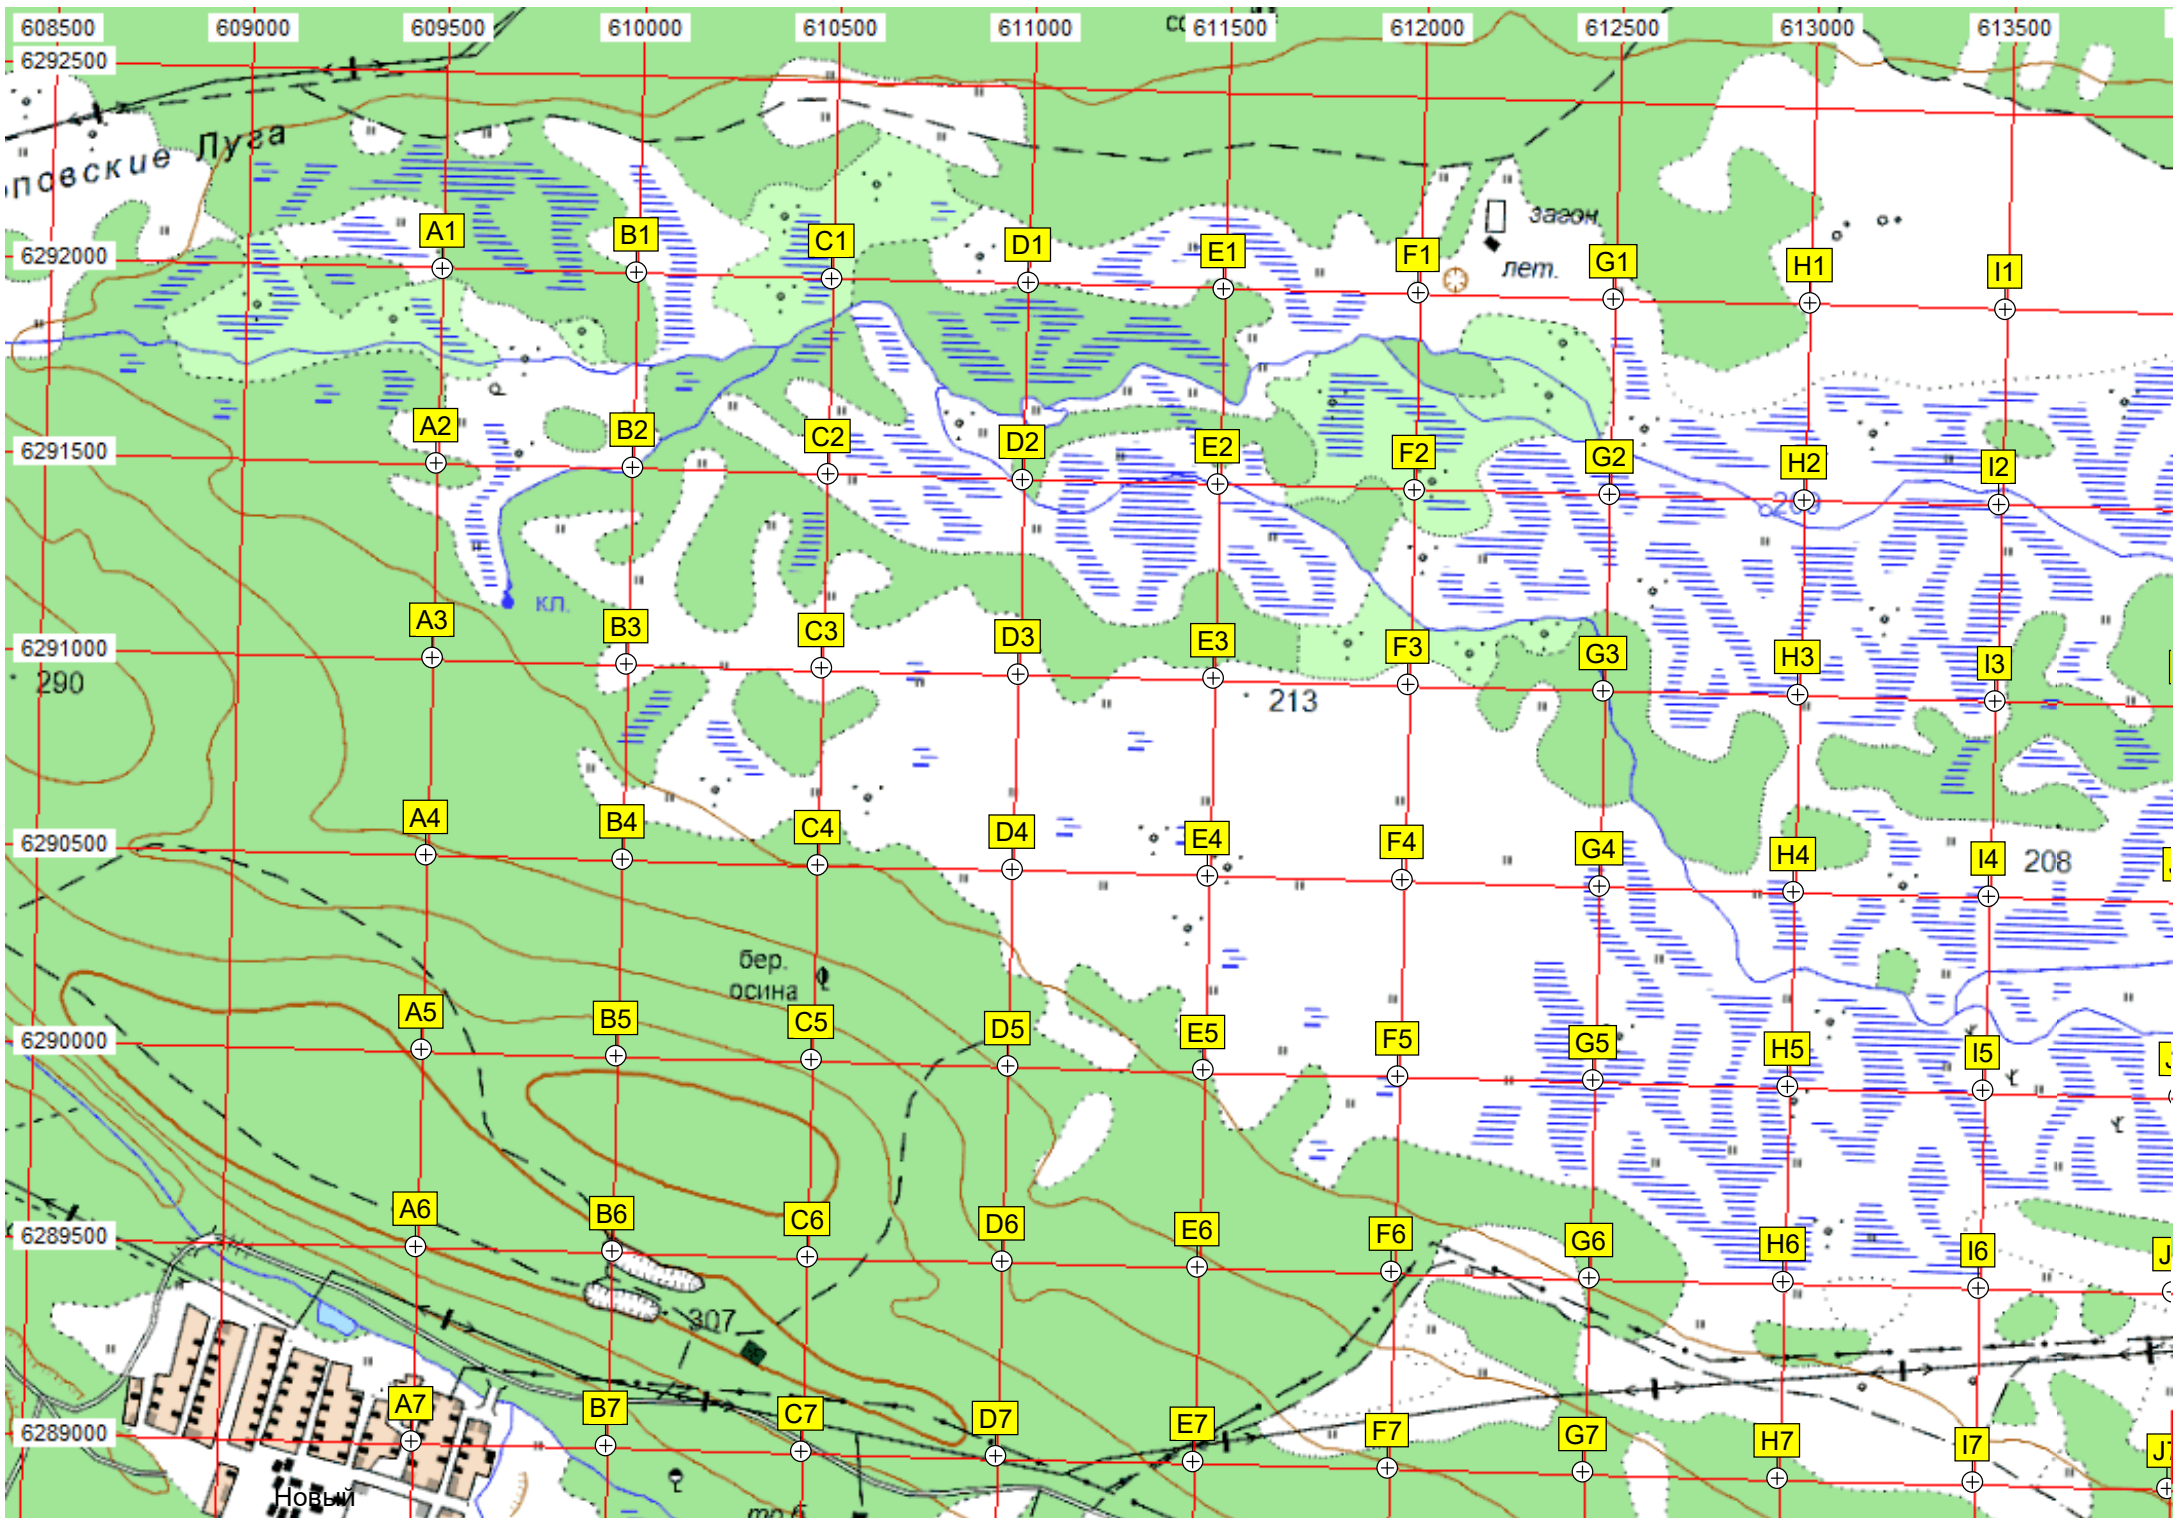 608500 609000 609500 610000 610500 611000 611500 612000 612500 613000 613500
6292500
Луга
повские
загон
A1 B1 C1 D1 E1 F1 G1 H1 I1
6292000
лет.
A2 B2 C2 D2 E2 F2 G2 H2 I2
6291500
кл.
A3 B3 C3 D3 E3 F3 G3 H3 I3
6291000
290
213
A4 B4 C4 D4 E4 F4 G4 H4 I4
6290500
208
бер.
осина
A5 B5 C5 D5 E5 F5 G5 H5 I5
6290000
A6 B6 C6 D6 E6 F6 G6 H6 I6
6289500
307
A7 B7 C7 D7 E7 F7 G7 H7 I7 J7
6289000
Новый